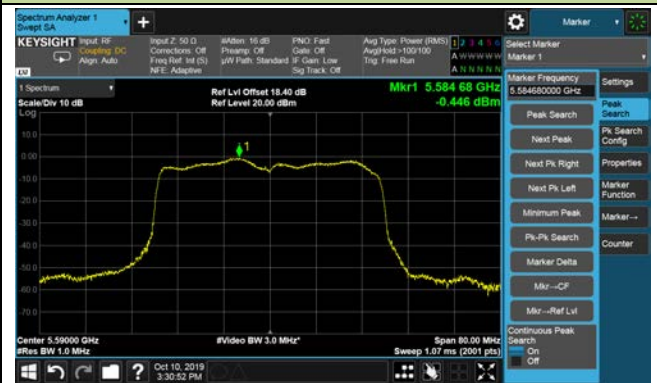 Spectrum Analyzer 1
Swept SA
+
Marker
KEYSIGHT
Input: RF
Coupling: DC
Align: Auto
Input Z: 50 Ω
Corrections: Off
Freq Ref: Int (S)
NFE: Adaptive
#Atten: 16 dB
Preamp: Off
µW Path: Standard
PNO: Fast
Gate: Off
IF Gain: Low
Sig Track: Off
Avg Type: Power (RMS)
Avg|Hold:>100/100
Trig: Free Run
1 2 3 4 5 6
A W W W W W
A N N N N N
LXI
Select Marker
Marker 1
1 Spectrum
Scale/Div 10 dB
Log
Ref Lvl Offset 18.40 dB
Ref Level 20.00 dBm
Mkr1 5.584 68 GHz
-0.446 dBm
10.0
0.00
-10.0
-20.0
-30.0
-40.0
-50.0
-60.0
-70.0
1
Center 5.59000 GHz
#Res BW 1.0 MHz
#Video BW 3.0 MHz*
Span 80.00 MHz
Sweep 1.07 ms (2001 pts)
Marker Frequency
5.584680000 GHz
Peak Search
Next Peak
Next Pk Right
Next Pk Left
Minimum Peak
Pk-Pk Search
Marker Delta
Mkr→CF
Mkr→Ref Lvl
Continuous Peak
Search
On
Off
Settings
Peak
Search
Pk Search
Config
Properties
Marker
Function
Marker→
Counter
?
Oct 10, 2019
3:30:52 PM